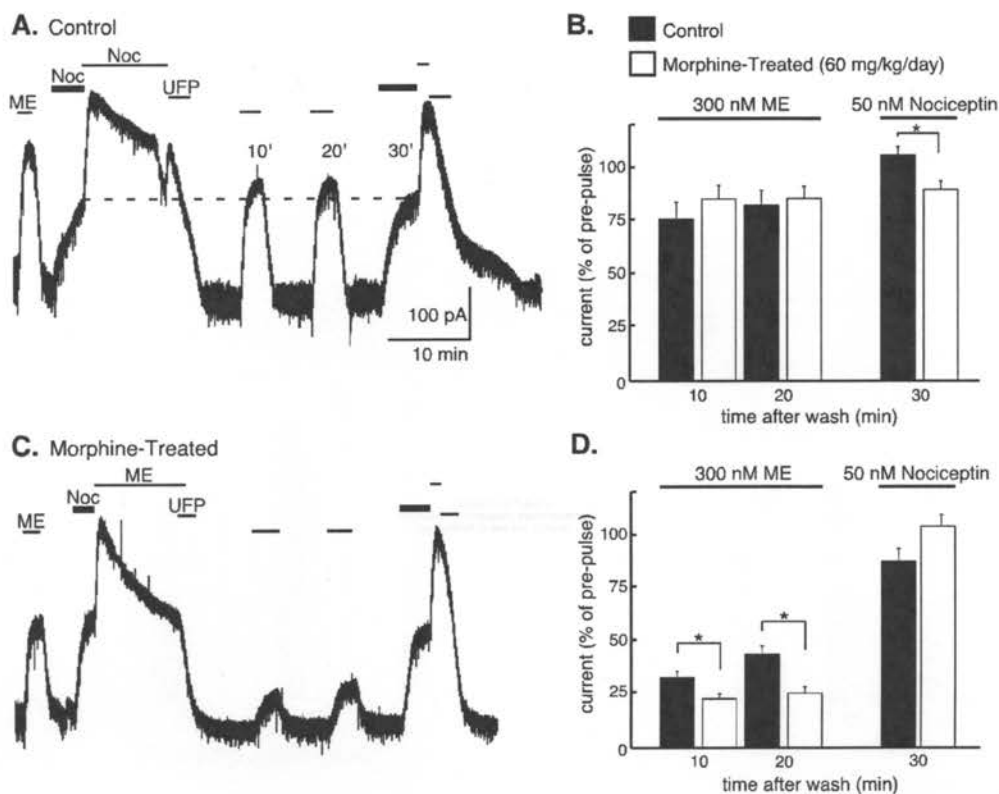 A. Control
Noc
Noc
UFP
ME
10'
20'
30'
100 pA
10 min
B.
Control
Morphine-Treated (60 mg/kg/day)
300 nM ME
50 nM Nociceptin
*
current (% of pre-pulse)
100
75
50
25
0
10
20
30
time after wash (min)
C. Morphine-Treated
ME
Noc
UFP
ME
D.
300 nM ME
50 nM Nociceptin
*
*
current (% of pre-pulse)
100
75
50
25
0
10
20
30
time after wash (min)